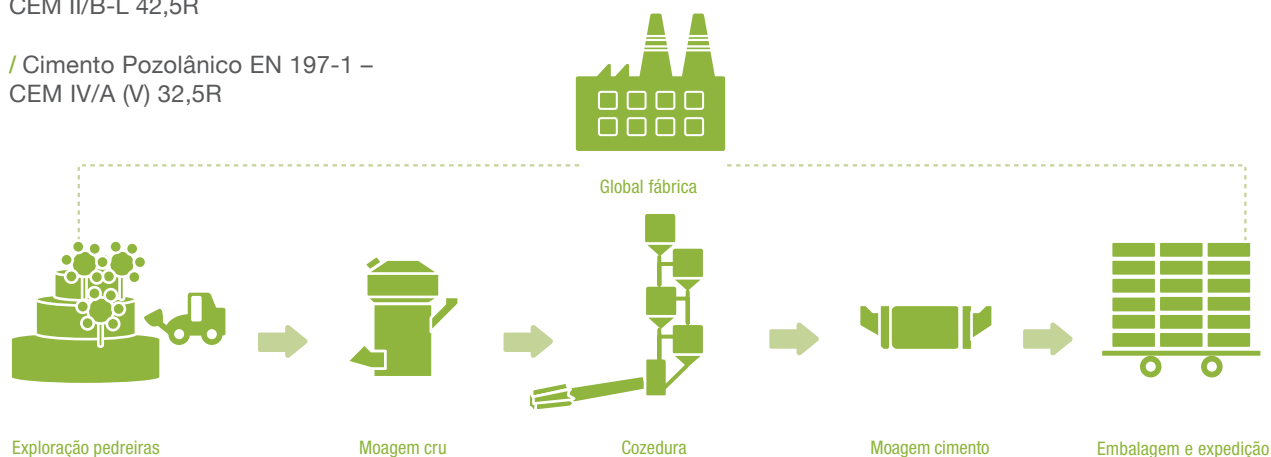 CEM II/B-L 42,5R
/ Cimento Pozolânico EN 197-1 –
CEM IV/A (V) 32,5R
Global fábrica
Exploração pedreiras
Moagem cru
Cozedura
Moagem cimento
Embalagem e expedição